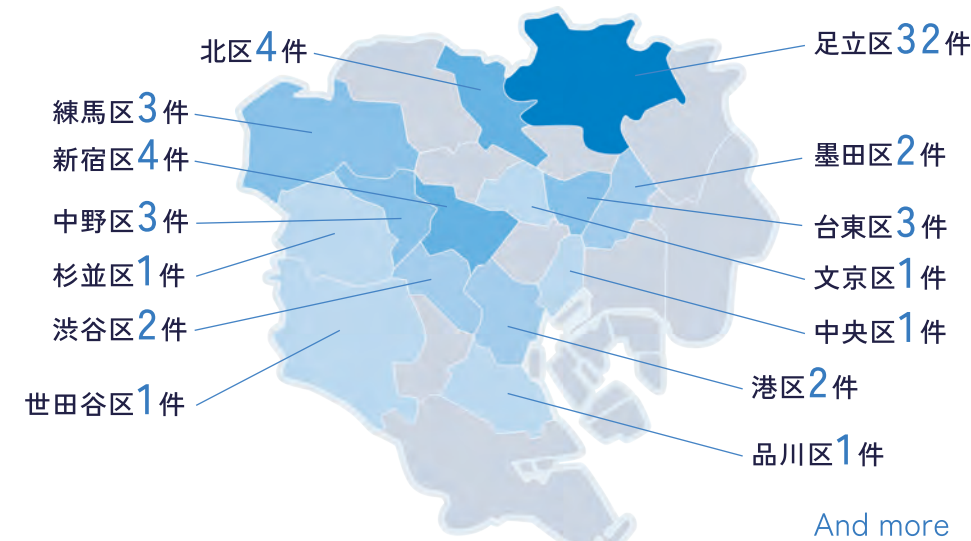 北区4件
練馬区3件
新宿区4件
中野区3件
杉並区1件
渋谷区2件
世田谷区1件
足立区32件
墨田区2件
台東区3件
文京区1件
中央区1件
港区2件
品川区1件
And more